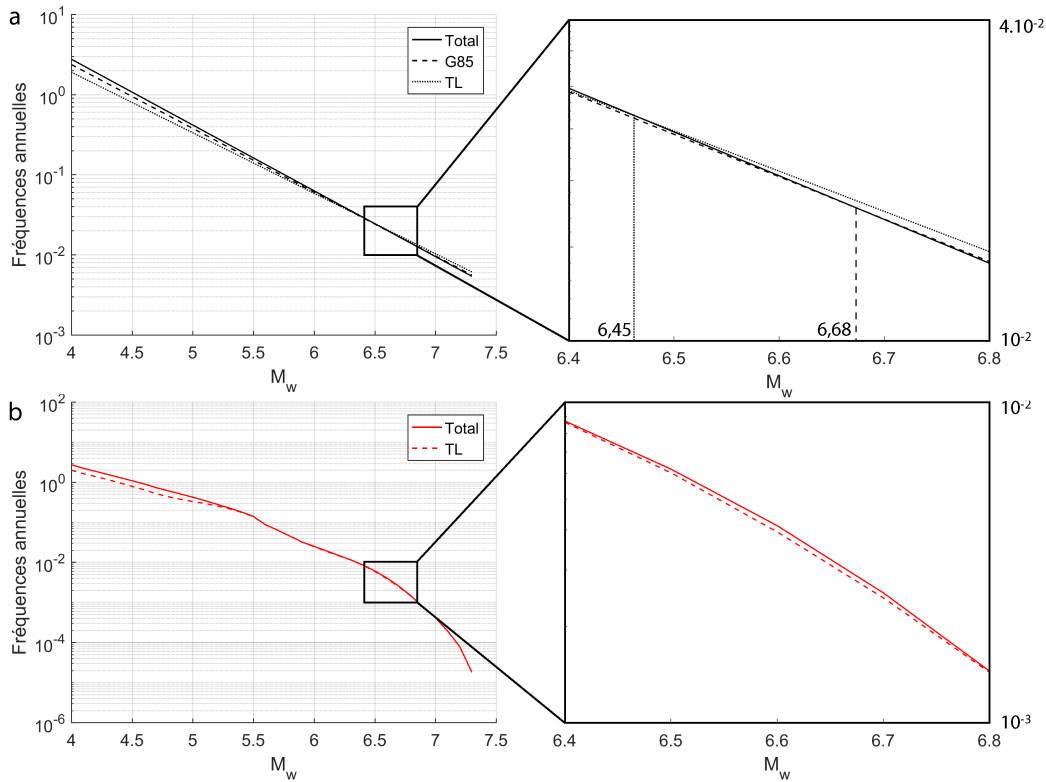 a
Fréquences annuelles
10^1
10^0
10^-1
10^-2
10^-3
4 4.5 5 5.5 6 6.5 7 7.5
M_w
Total
G85
TL
4.10^-2
10^-2
6,45 6,68
6.4 6.5 6.6 6.7 6.8
M_w
b
Fréquences annuelles
10^2
10^0
10^-2
10^-4
10^-6
4 4.5 5 5.5 6 6.5 7 7.5
M_w
Total
TL
10^-2
10^-3
6.4 6.5 6.6 6.7 6.8
M_w